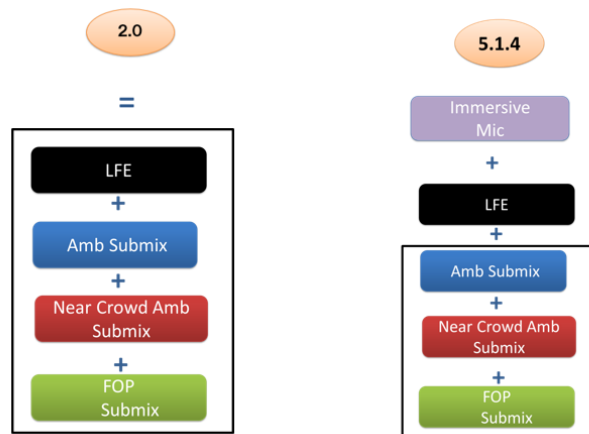 2.0
=
LFE
+
Amb Submix
+
Near Crowd Amb
Submix
+
FOP
Submix
5.1.4
Immersive
Mic
+
LFE
+
Amb Submix
+
Near Crowd Amb
Submix
+
FOP
Submix